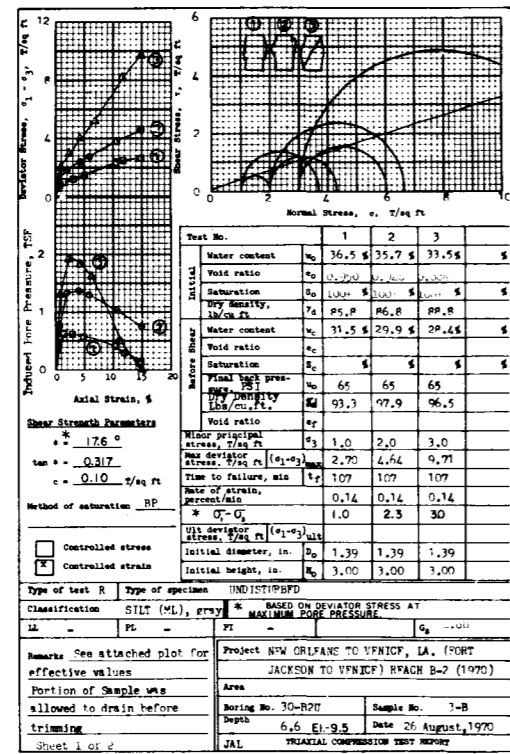 12
8
4
0
Deviator Stress, σ1 - σ3, T/sq ft
6
4
2
0
Shear Stress, τ, T/sq ft
0 2 4 6 8 10
Normal Stress, σ, T/sq ft
1 2 3
2
1
0
Induced Pore Pressure, TSF
0 5 10 15 20
Axial Strain, %
Shear Strength Parameters
*
φ = 17.6 °
tan φ = 0.317
c = 0.10 T/sq ft
Method of saturation BP
Controlled stress
x Controlled strain
Test No. 1 2 3
Initial
Water content w0 36.5 % 35.7 % 33.5% %
Void ratio e0
Saturation S0 100+ % 100+ % 100+ % %
Dry density, lb/cu ft γd 85.8 86.8 88.8
Before Shear
Water content wc 31.5 % 29.9 % 28.4% %
Void ratio ec
Saturation Sc % % % %
Final back pressure, PSI u0 65 65 65
Dry Density Lbs/cu.ft. 93.3 97.9 96.5
Void ratio ef
Minor principal stress, T/sq ft σ3 1.0 2.0 3.0
Max deviator stress, T/sq ft (σ1-σ3)max 2.70 4.64 9.71
Time to failure, min tf 107 107 107
Rate of strain, percent/min 0.14 0.14 0.14
* σ1-σ3 1.0 2.3 3.0
Ult deviator stress, T/sq ft (σ1-σ3)ult
Initial diameter, in. D0 1.39 1.39 1.39
Initial height, in. H0 3.00 3.00 3.00
Type of test R Type of specimen UNDISTURBED
Classification SILT (ML), gray * BASED ON DEVIATOR STRESS AT MAXIMUM PORE PRESSURE.
LL - PL - PI - Gs
Remarks See attached plot for
effective values
Portion of Sample was
allowed to drain before
trimming
Sheet 1 of 2
Project NEW ORLEANS TO VENICE, LA. (FORT
JACKSON TO VENICE) REACH B-2 (1970)
Area
Boring No. 30-B2U Sample No. 3-B
Depth 6.6 El.-9.5 Date 26 August,1970
JAL TRIAXIAL COMPRESSION TEST REPORT